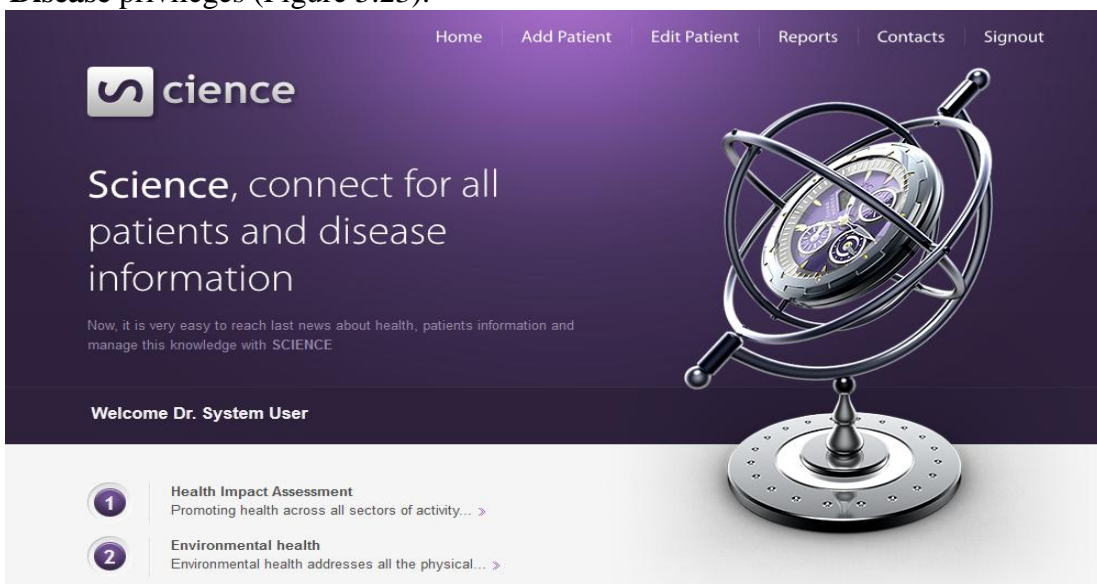 Disease privileges (Figure 5.25).
Home Add Patient Edit Patient Reports Contacts Signout
Science
Science, connect for all
patients and disease
information
Now, it is very easy to reach last news about health, patients information and
manage this knowledge with SCIENCE
Welcome Dr. System User
1 Health Impact Assessment
Promoting health across all sectors of activity... »
2 Environmental health
Environmental health addresses all the physical... »